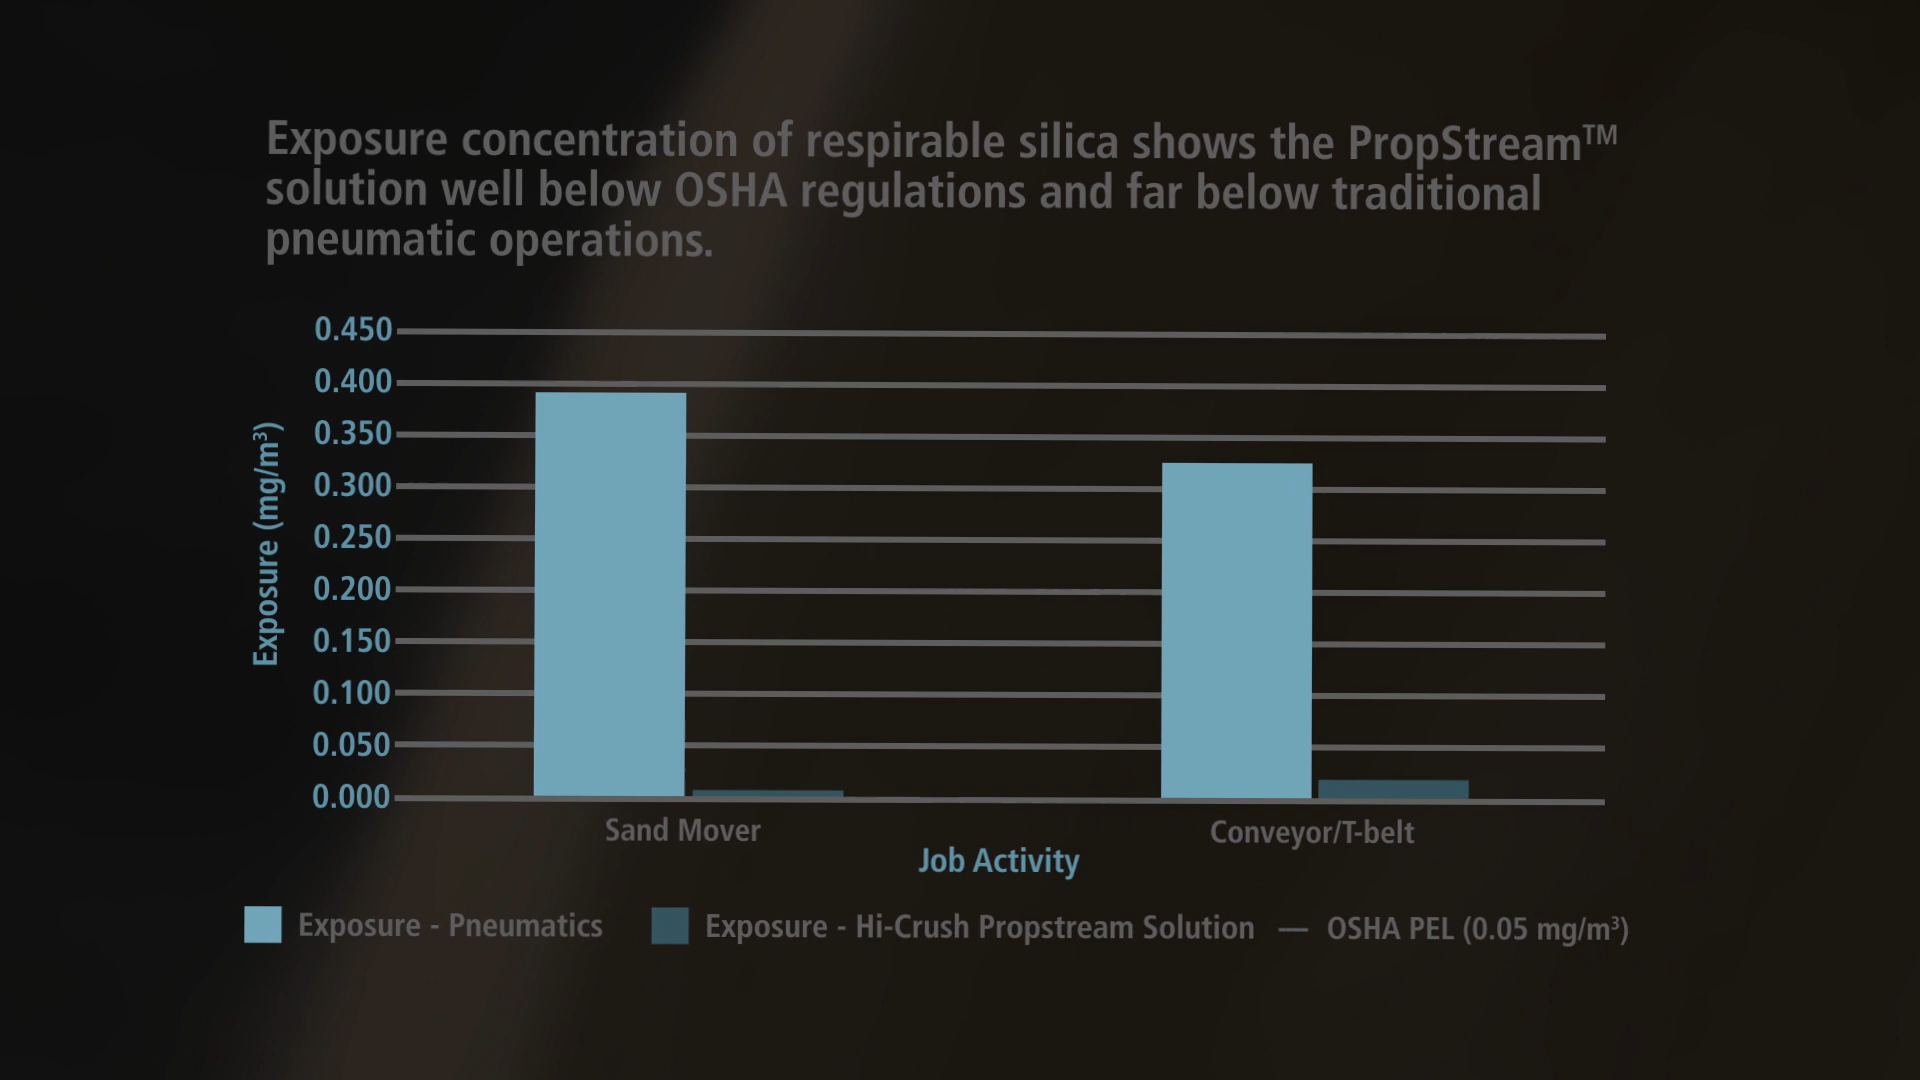 Exposure concentration of respirable silica shows the PropStream™
solution well below OSHA regulations and far below traditional
pneumatic operations.
0.450
0.400
0.350
0.300
0.250
0.200
0.150
0.100
0.050
0.000
Exposure (mg/m³)
Sand Mover
Conveyor/T-belt
Job Activity
Exposure - Pneumatics
Exposure - Hi-Crush Propstream Solution
— OSHA PEL (0.05 mg/m³)